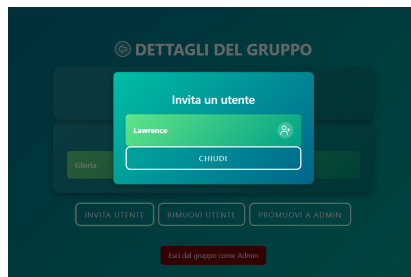 DETTAGLI DEL GRUPPO
Invita un utente
Lawrence
CHIUDI
Gloria
INVITA UTENTE
RIMUOVI UTENTE
PROMUOVI A ADMIN
Esci dal gruppo come Admin